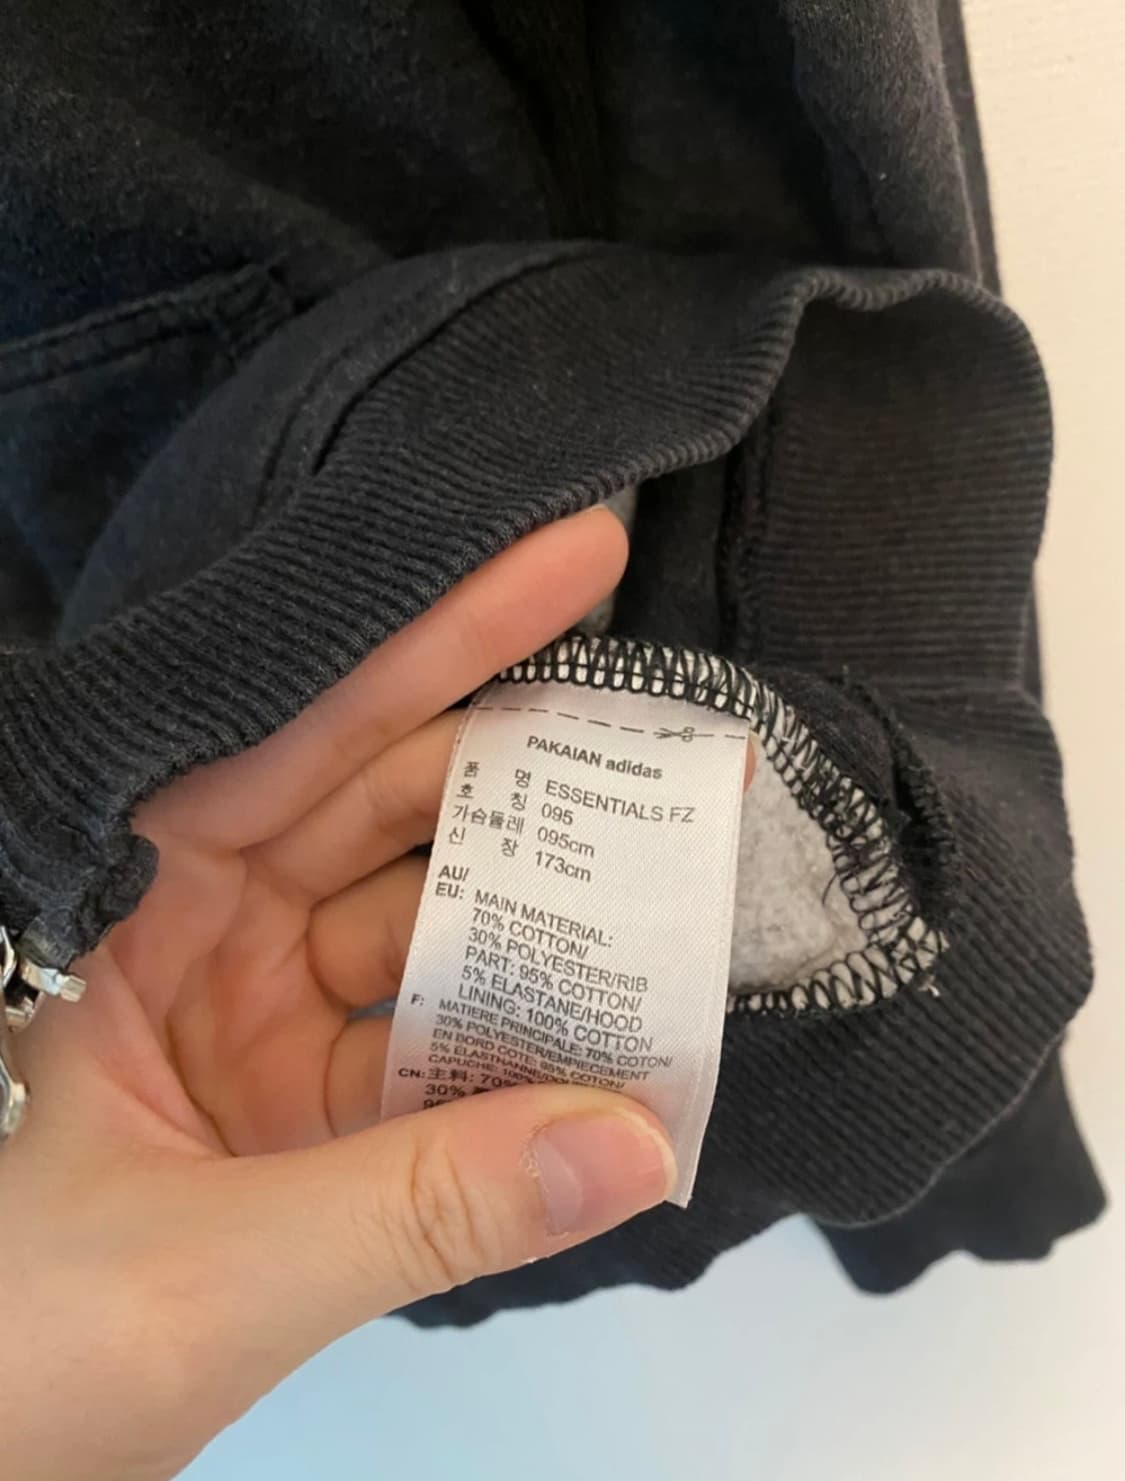 PAKAIAN adidas
품 명 ESSENTIALS FZ
호 칭 095
가슴둘레 095cm
신 장 173cm
AU/
EU: MAIN MATERIAL:
70% COTTON/
30% POLYESTER/RIB
PART: 95% COTTON/
5% ELASTANE/HOOD
LINING: 100% COTTON
F: MATIERE PRINCIPALE: 70% COTON/
30% POLYESTER/EMPIECEMENT
EN BORD COTE: 95% COTON/
5% ELASTHANNE/DOUBLURE
CAPUCHE: 100%
CN: 主料: 70%
30%